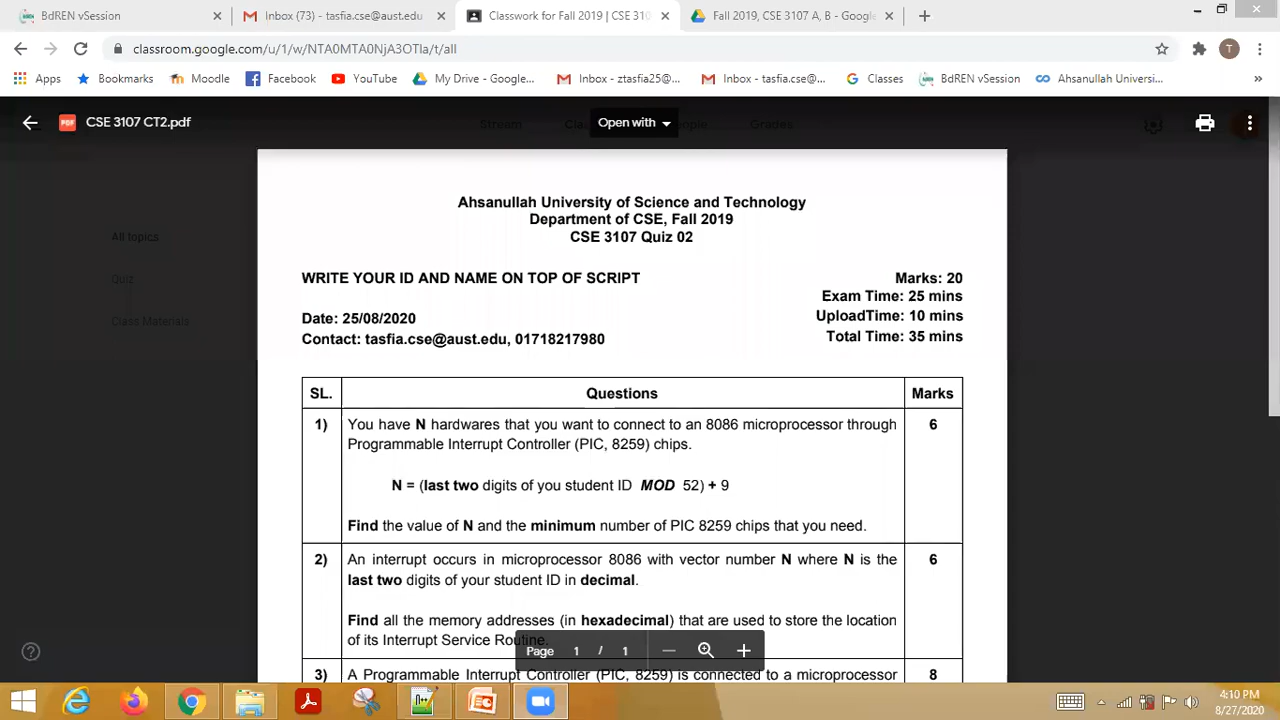 BdREN vSession
Inbox (73) - tasfia.cse@aust.edu
Classwork for Fall 2019 | CSE 310
Fall 2019, CSE 3107 A, B - Google
classroom.google.com/u/1/w/NTA0MTA0NjA3OTIa/t/all
T
Apps
Bookmarks
Moodle
Facebook
YouTube
My Drive - Google...
Inbox - ztasfia25@...
Inbox - tasfia.cse@...
Classes
BdREN vSession
Ahsanullah Universi...
»
CSE 3107 CT2.pdf
Stream
Open with
Grades
All topics
Quiz
Class Materials
Ahsanullah University of Science and Technology
Department of CSE, Fall 2019
CSE 3107 Quiz 02
WRITE YOUR ID AND NAME ON TOP OF SCRIPT
Marks: 20
Exam Time: 25 mins
Date: 25/08/2020
UploadTime: 10 mins
Contact: tasfia.cse@aust.edu, 01718217980
Total Time: 35 mins
SL. Questions Marks
1) You have N hardwares that you want to connect to an 8086 microprocessor through 6
Programmable Interrupt Controller (PIC, 8259) chips.
N = (last two digits of you student ID MOD 52) + 9
Find the value of N and the minimum number of PIC 8259 chips that you need.
2) An interrupt occurs in microprocessor 8086 with vector number N where N is the 6
last two digits of your student ID in decimal.
Find all the memory addresses (in hexadecimal) that are used to store the location
of its Interrupt Service Routine.
Page 1 / 1
3) A Programmable Interrupt Controller (PIC, 8259) is connected to a microprocessor 8
4:10 PM
8/27/2020